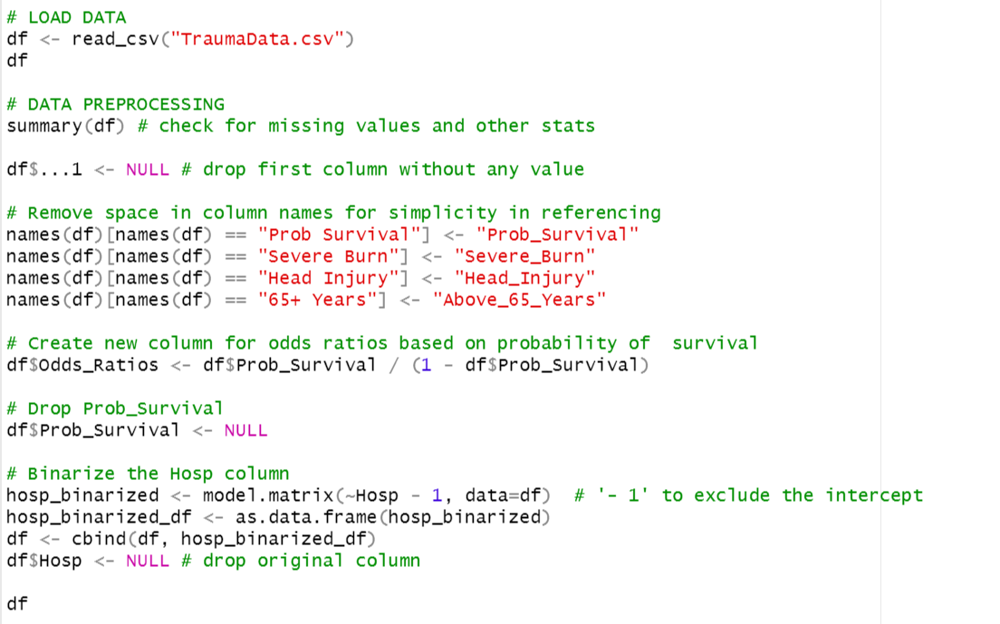 # LOAD DATA
df <- read_csv("TraumaData.csv")
df
# DATA PREPROCESSING
summary(df) # check for missing values and other stats
df$...1 <- NULL # drop first column without any value
# Remove space in column names for simplicity in referencing
names(df)[names(df) == "Prob Survival"] <- "Prob_Survival"
names(df)[names(df) == "Severe Burn"] <- "Severe_Burn"
names(df)[names(df) == "Head Injury"] <- "Head_Injury"
names(df)[names(df) == "65+ Years"] <- "Above_65_Years"
# Create new column for odds ratios based on probability of  survival
df$Odds_Ratios <- df$Prob_Survival / (1 - df$Prob_Survival)
# Drop Prob_Survival
df$Prob_Survival <- NULL
# Binarize the Hosp column
hosp_binarized <- model.matrix(~Hosp - 1, data=df)  # '- 1' to exclude the intercept
hosp_binarized_df <- as.data.frame(hosp_binarized)
df <- cbind(df, hosp_binarized_df)
df$Hosp <- NULL # drop original column
df